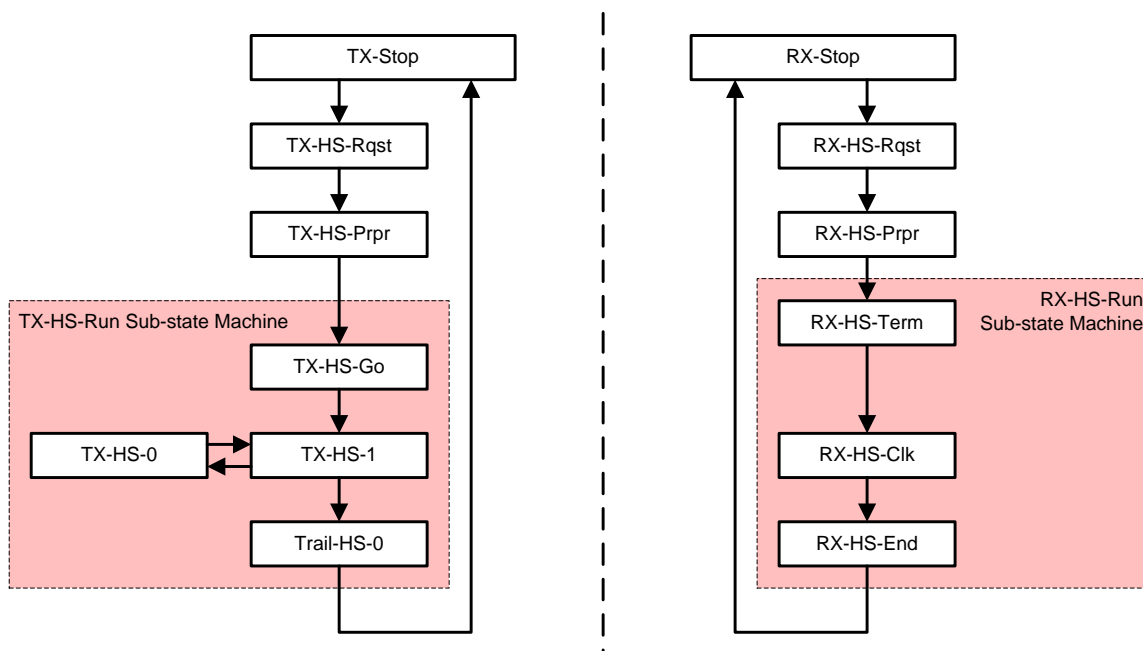 TX-Stop
TX-HS-Rqst
TX-HS-Prpr
TX-HS-Run Sub-state Machine
TX-HS-Go
TX-HS-0
TX-HS-1
Trail-HS-0
RX-Stop
RX-HS-Rqst
RX-HS-Prpr
RX-HS-Run
Sub-state Machine
RX-HS-Term
RX-HS-Clk
RX-HS-End